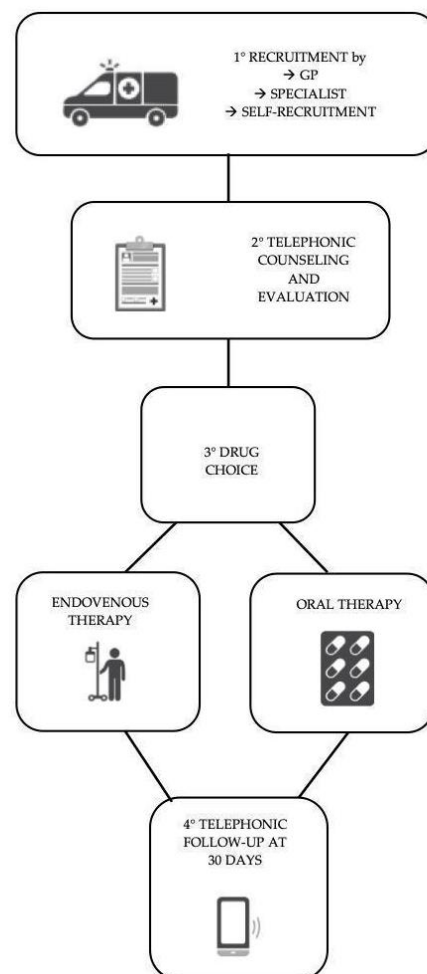 1° RECRUITMENT by
→ GP
→ SPECIALIST
→ SELF-RECRUITMENT
2° TELEPHONIC
COUNSELING
AND
EVALUATION
3° DRUG
CHOICE
ENDOVENOUS
THERAPY
ORAL THERAPY
4° TELEPHONIC
FOLLOW-UP AT
30 DAYS